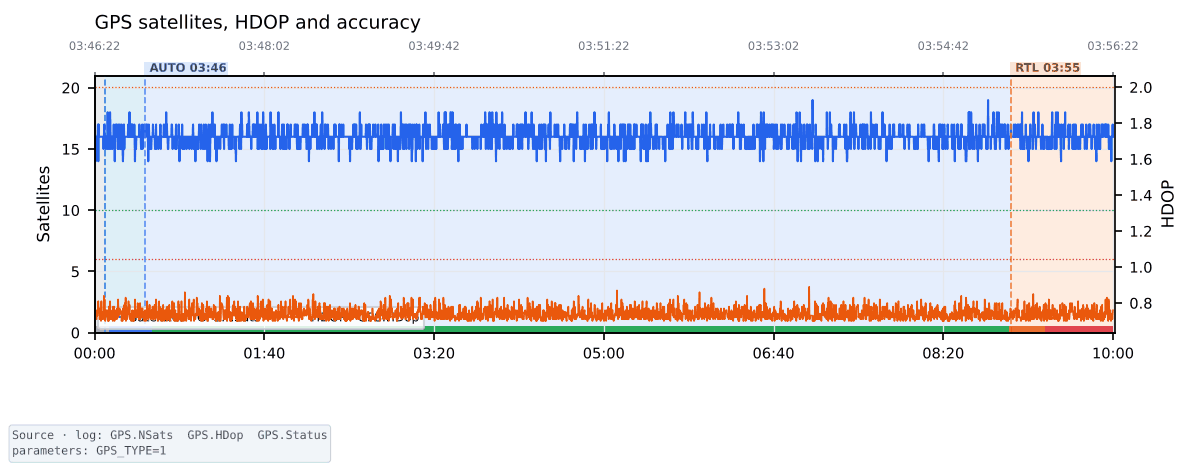 GPS satellites, HDOP and accuracy
03:46:22 03:48:02 03:49:42 03:51:22 03:53:02 03:54:42 03:56:22
AUTO 03:46 RTL 03:55
20
15
10
5
0
Satellites
2.0
1.8
1.6
1.4
1.2
1.0
0.8
HDOP
00:00 01:40 03:20 05:00 06:40 08:20 10:00
Source · log: GPS.NSats GPS.HDop GPS.Status
parameters: GPS_TYPE=1